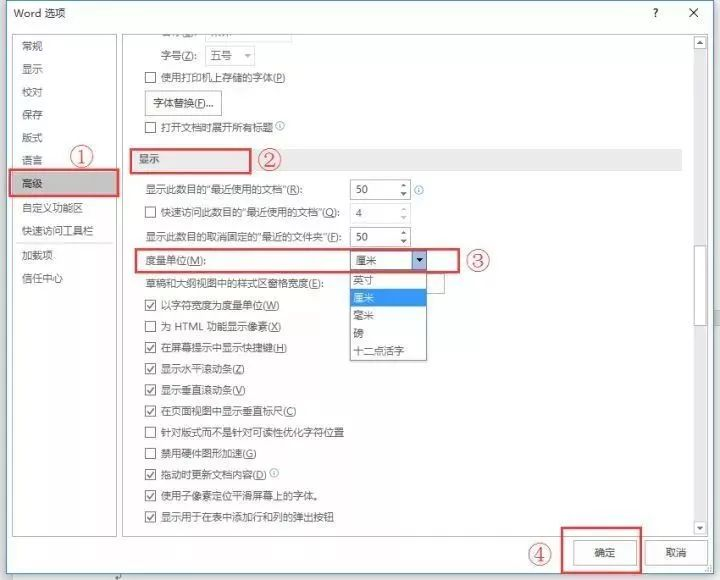 Word 选项
?
常规
显示
校对
保存
版式
语言
①
高级
自定义功能区
快速访问工具栏
加载项
信任中心
字号(Z): 五号
使用打印机上存储的字体(P)
字体替换(F)...
打开文档时展开所有标题
显示 ②
显示此数目的“最近使用的文档”(R): 50
快速访问此数目的“最近使用的文档”(Q): 4
显示此数目的取消固定的“最近的文件夹”(F): 50
度量单位(M): 厘米 ③
草稿和大纲视图中的样式区窗格宽度(E):
英寸
厘米
毫米
磅
十二点活字
以字符宽度为度量单位(W)
为 HTML 功能显示像素(X)
在屏幕提示中显示快捷键(H)
显示水平滚动条(Z)
显示垂直滚动条(V)
在页面视图中显示垂直标尺(C)
针对版式而不是针对可读性优化字符位置
禁用硬件图形加速(G)
拖动时更新文档内容(D)
使用子像素定位平滑屏幕上的字体。
显示用于在表中添加行和列的弹出按钮
④ 确定 取消